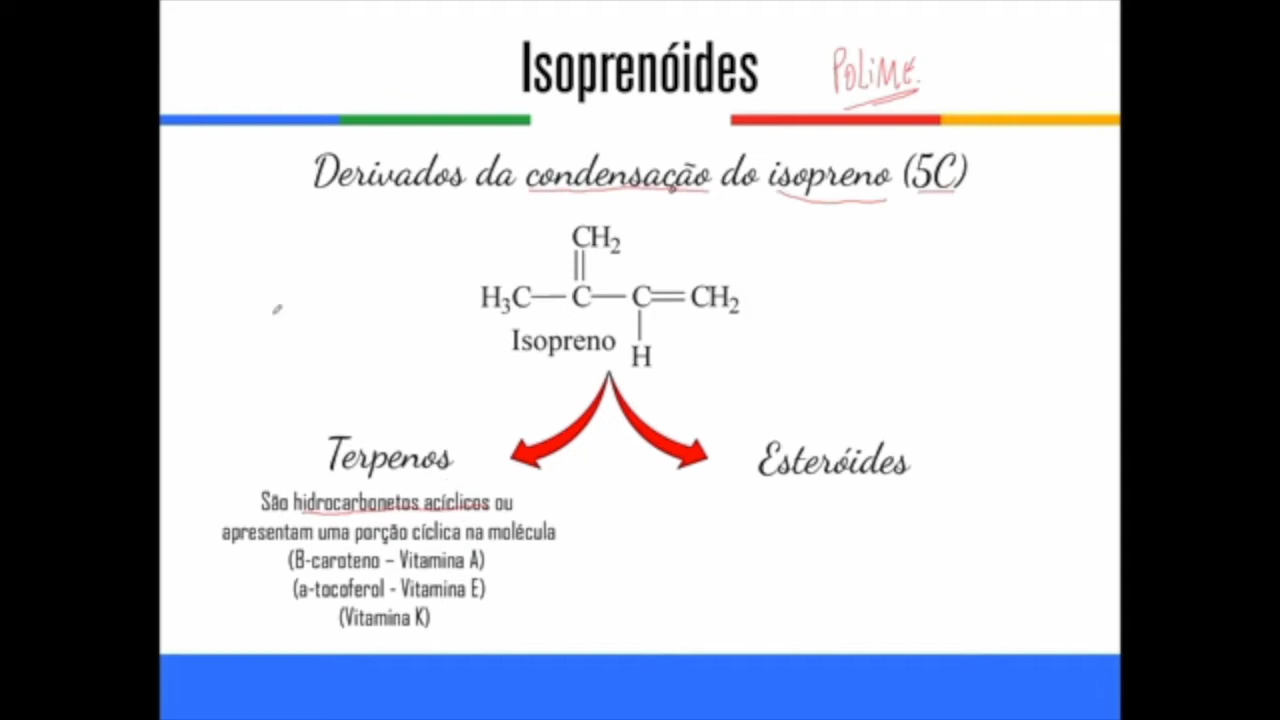 Isoprenóides
POLIME.
Derivados da condensação do isopreno (5C)
CH2
H3C—C—C=CH2
Isopreno
H
Terpenos
Esteróides
São hidrocarbonetos acíclicos ou
apresentam uma porção cíclica na molécula
(B-caroteno – Vitamina A)
(a-tocoferol - Vitamina E)
(Vitamina K)